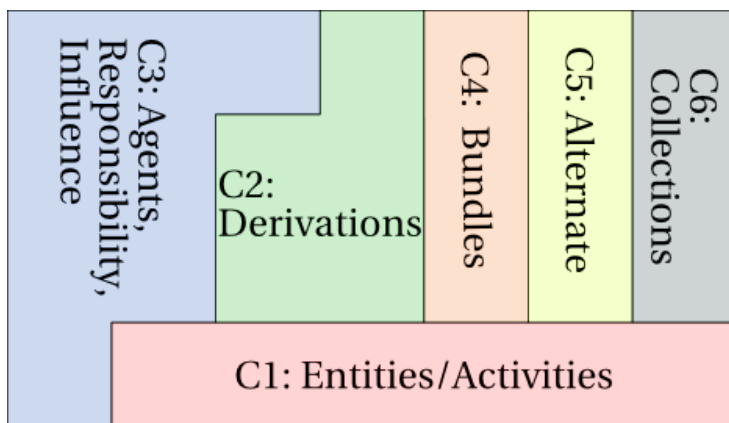 C3: Agents,
Responsibility,
Influence
C2:
Derivations
C4: Bundles
C5: Alternate
C6:
Collections
C1: Entities/Activities